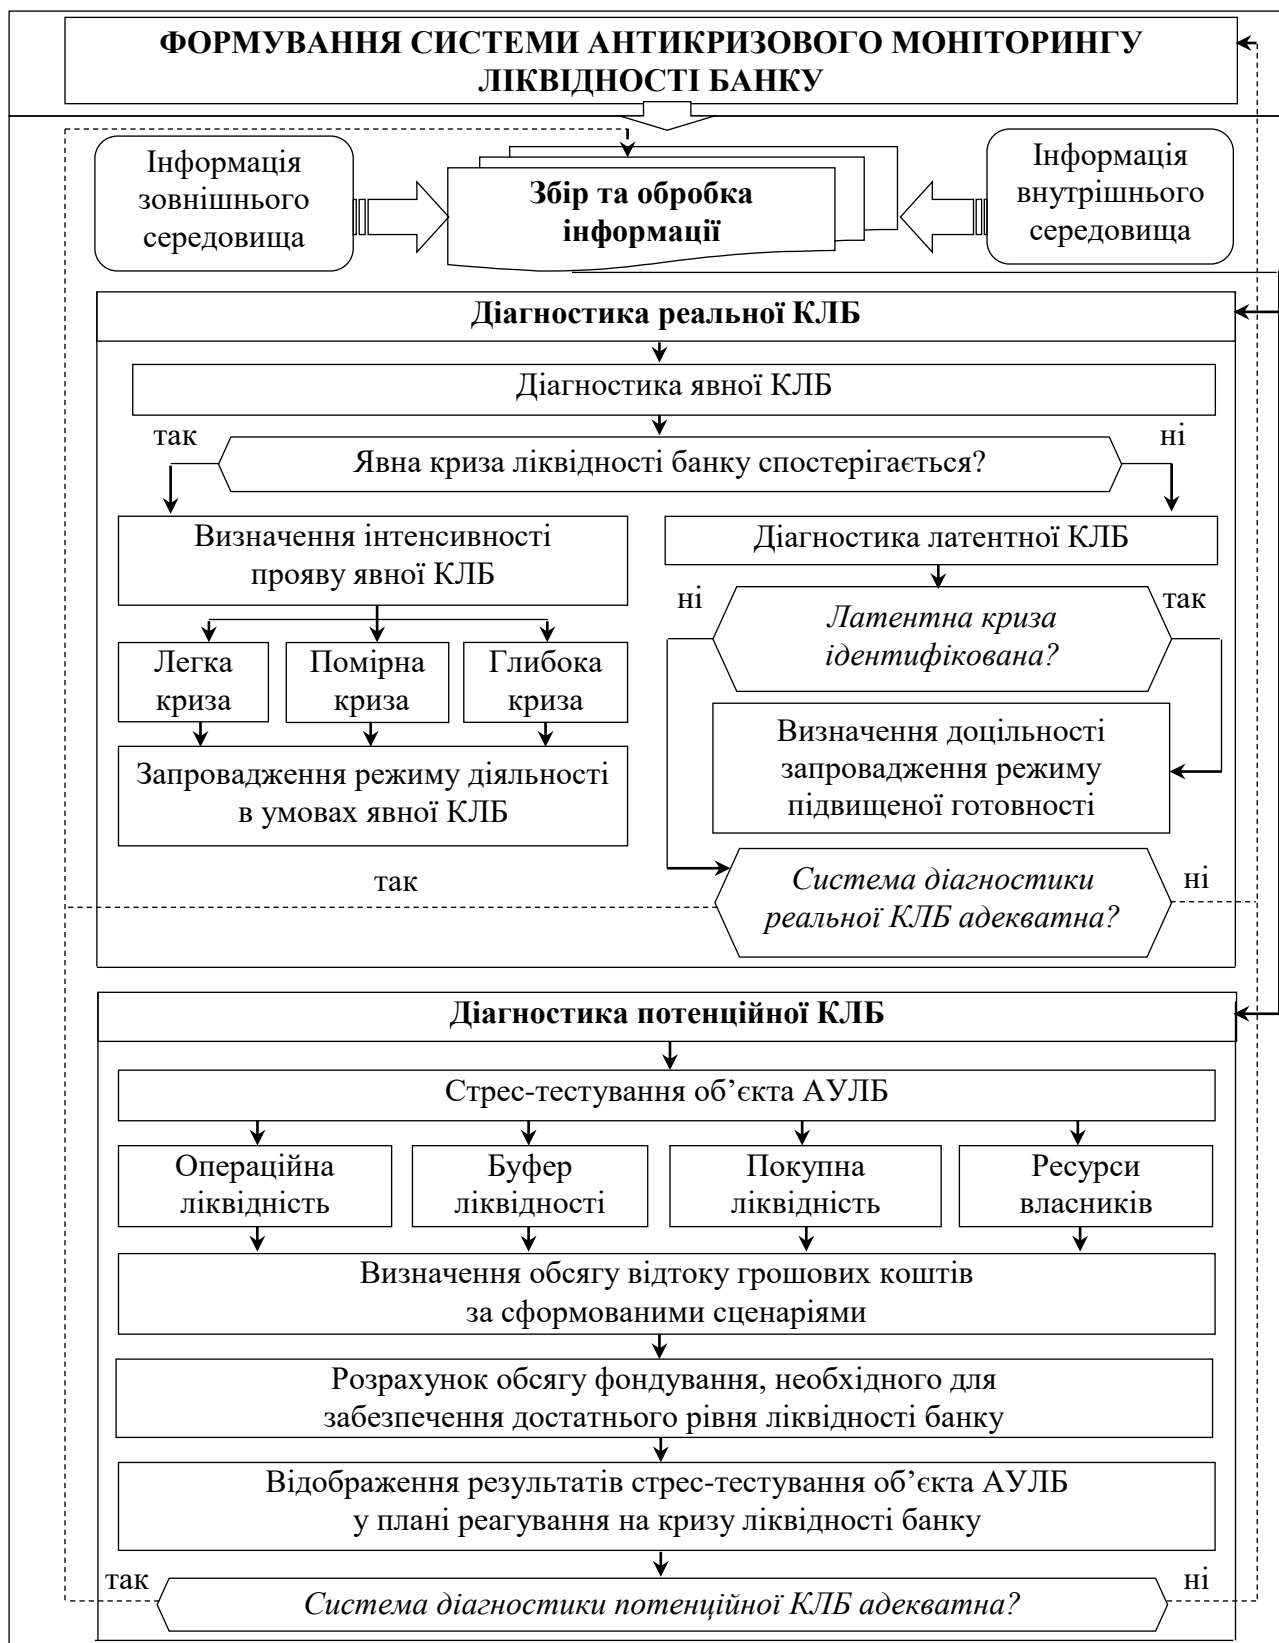 ФОРМУВАННЯ СИСТЕМИ АНТИКРИЗОВОГО МОНІТОРИНГУ
ЛІКВІДНОСТІ БАНКУ
Інформація
зовнішнього
середовища
Збір та обробка
інформації
Інформація
внутрішнього
середовища
Діагностика реальної КЛБ
Діагностика явної КЛБ
так
ні
Явна криза ліквідності банку спостерігається?
Визначення інтенсивності
прояву явної КЛБ
Діагностика латентної КЛБ
ні
так
Латентна криза
ідентифікована?
Легка
криза
Помірна
криза
Глибока
криза
Визначення доцільності
запровадження режиму
підвищеної готовності
Запровадження режиму діяльності
в умовах явної КЛБ
так
Система діагностики
реальної КЛБ адекватна?
ні
Діагностика потенційної КЛБ
Стрес-тестування об’єкта АУЛБ
Операційна
ліквідність
Буфер
ліквідності
Покупна
ліквідність
Ресурси
власників
Визначення обсягу відтоку грошових коштів
за сформованими сценаріями
Розрахунок обсягу фондування, необхідного для
забезпечення достатнього рівня ліквідності банку
Відображення результатів стрес-тестування об’єкта АУЛБ
у плані реагування на кризу ліквідності банку
так
ні
Система діагностики потенційної КЛБ адекватна?